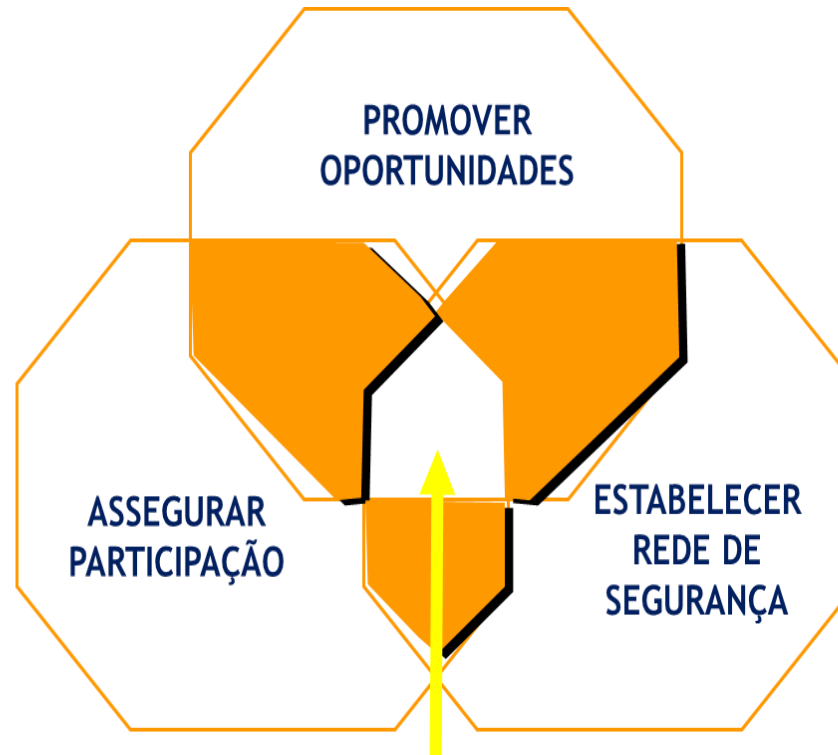 PROMOVER
OPORTUNIDADES
ASSEGURAR
PARTICIPAÇÃO
ESTABELECER
REDE DE
SEGURANÇA